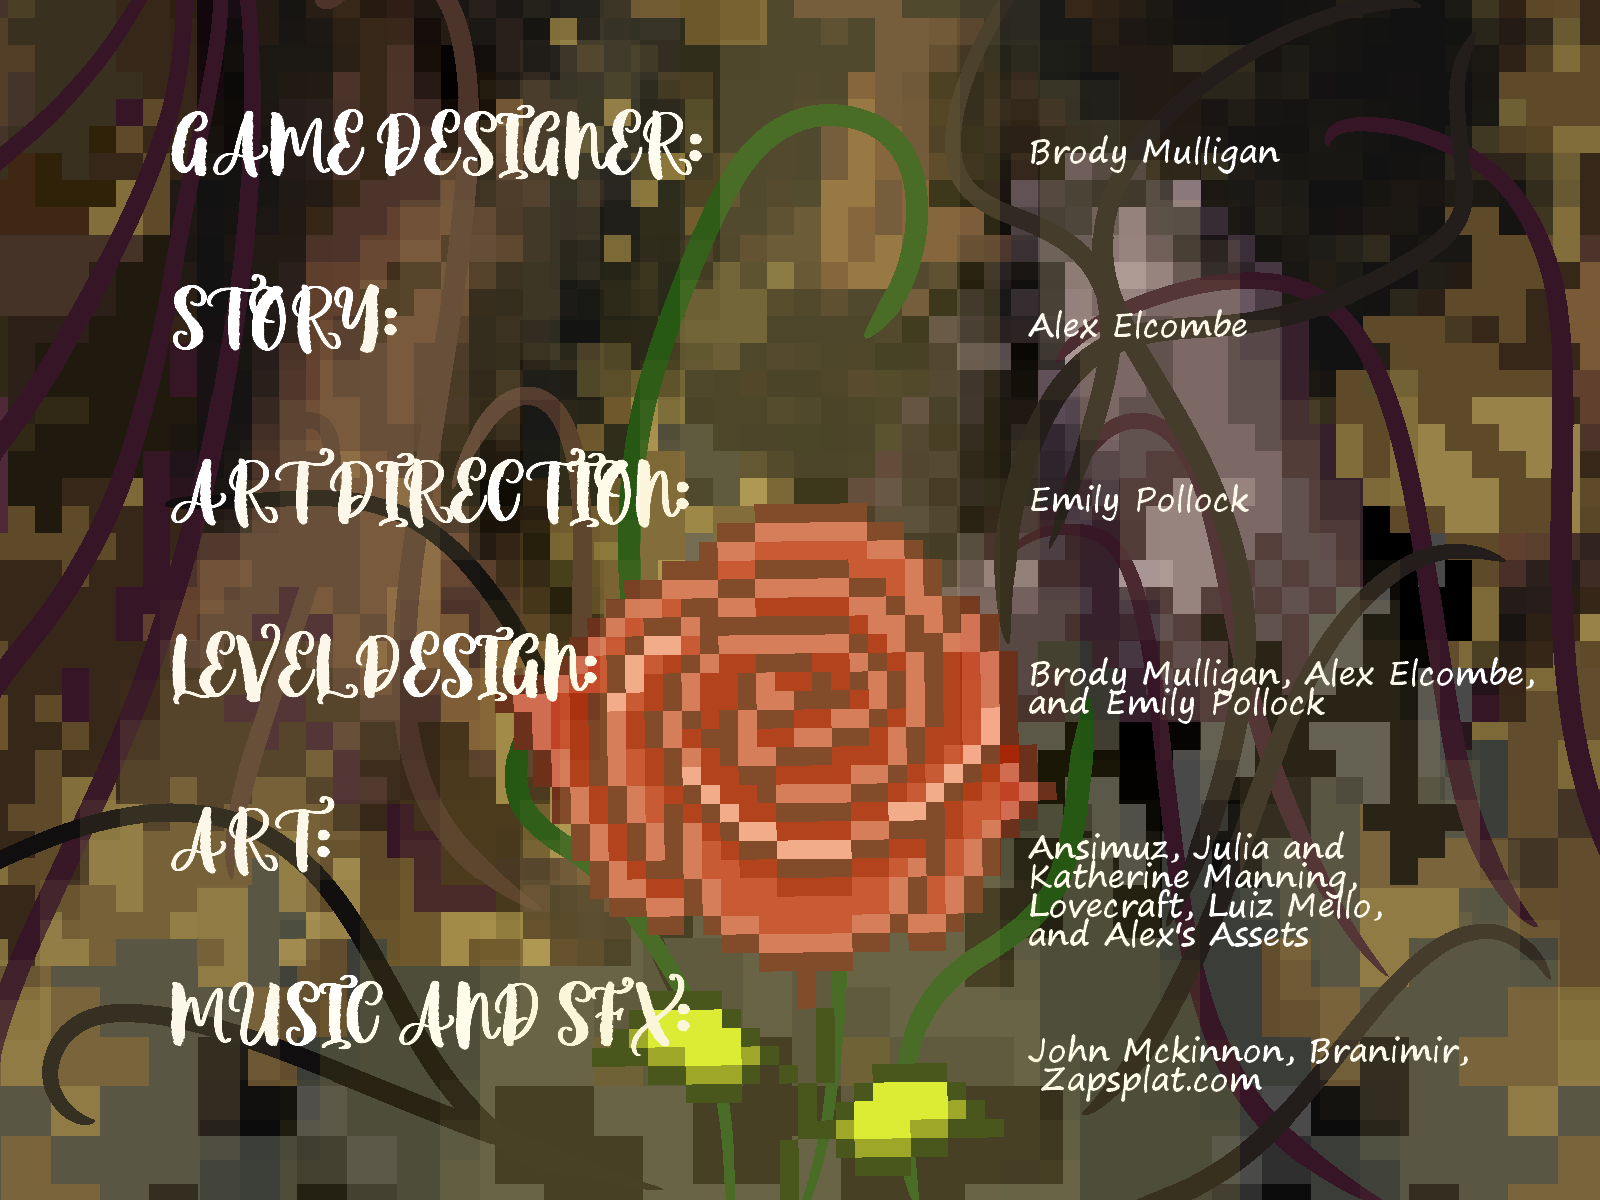 GAME DESIGNER:
Brody Mulligan
STORY:
Alex Elcombe
ART DIRECTION:
Emily Pollock
LEVEL DESIGN:
Brody Mulligan, Alex Elcombe,
and Emily Pollock
ART:
Ansimuz, Julia and
Katherine Manning,
Lovecraft, Luiz Mello,
and Alex's Assets
MUSIC AND SFX:
John Mckinnon, Branimir,
Zapsplat.com